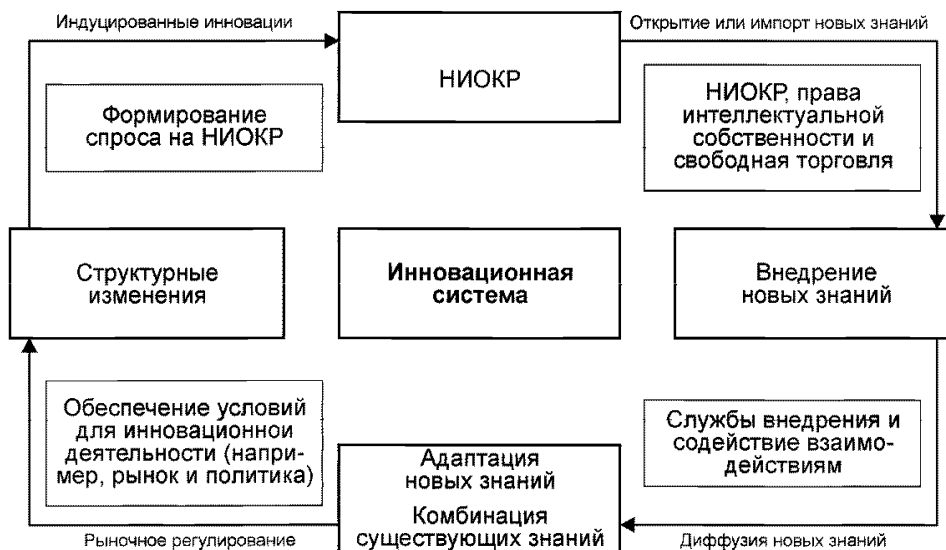 Индуцированные инновации
Открытие или импорт новых знаний
НИОКР
Формирование
спроса на НИОКР
НИОКР, права
интеллектуальной
собственности и
свободная торговля
Структурные
изменения
Инновационная
система
Внедрение
новых знаний
Обеспечение условий
для инновационной
деятельности (напри-
мер, рынок и политика)
Адаптация
новых знаний
Комбинация
существующих знаний
Службы внедрения и
содействие взаимо-
действиям
Рыночное регулирование
Диффузия новых знаний